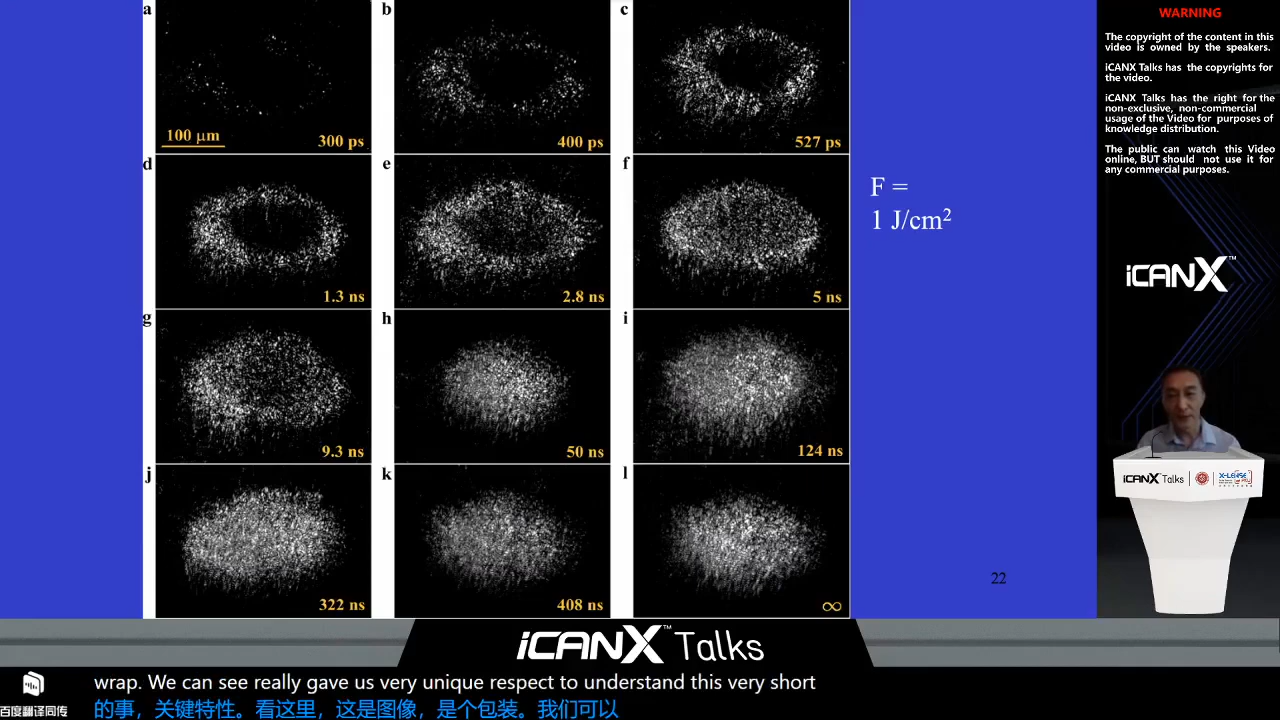 a
100 μm
300 ps
b
400 ps
c
527 ps
d
1.3 ns
e
2.8 ns
f
5 ns
g
9.3 ns
h
50 ns
i
124 ns
j
322 ns
k
408 ns
l
∞
F =
1 J/cm²
22
WARNING
The copyright of the content in this
video is owned by the speakers.
iCANX Talks has the copyrights for
the video.
iCANX Talks has the right for the
non-exclusive, non-commercial
usage of the Video for purposes of
knowledge distribution.
The public can watch this Video
online, BUT should not use it for
any commercial purposes.
iCANX™
iCANX Talks
X-LENSE
iCANX™ Talks
wrap. We can see really gave us very unique respect to understand this very short
的事，关键特性。看这里，这是图像，是个包装。我们可以
百度翻译同传